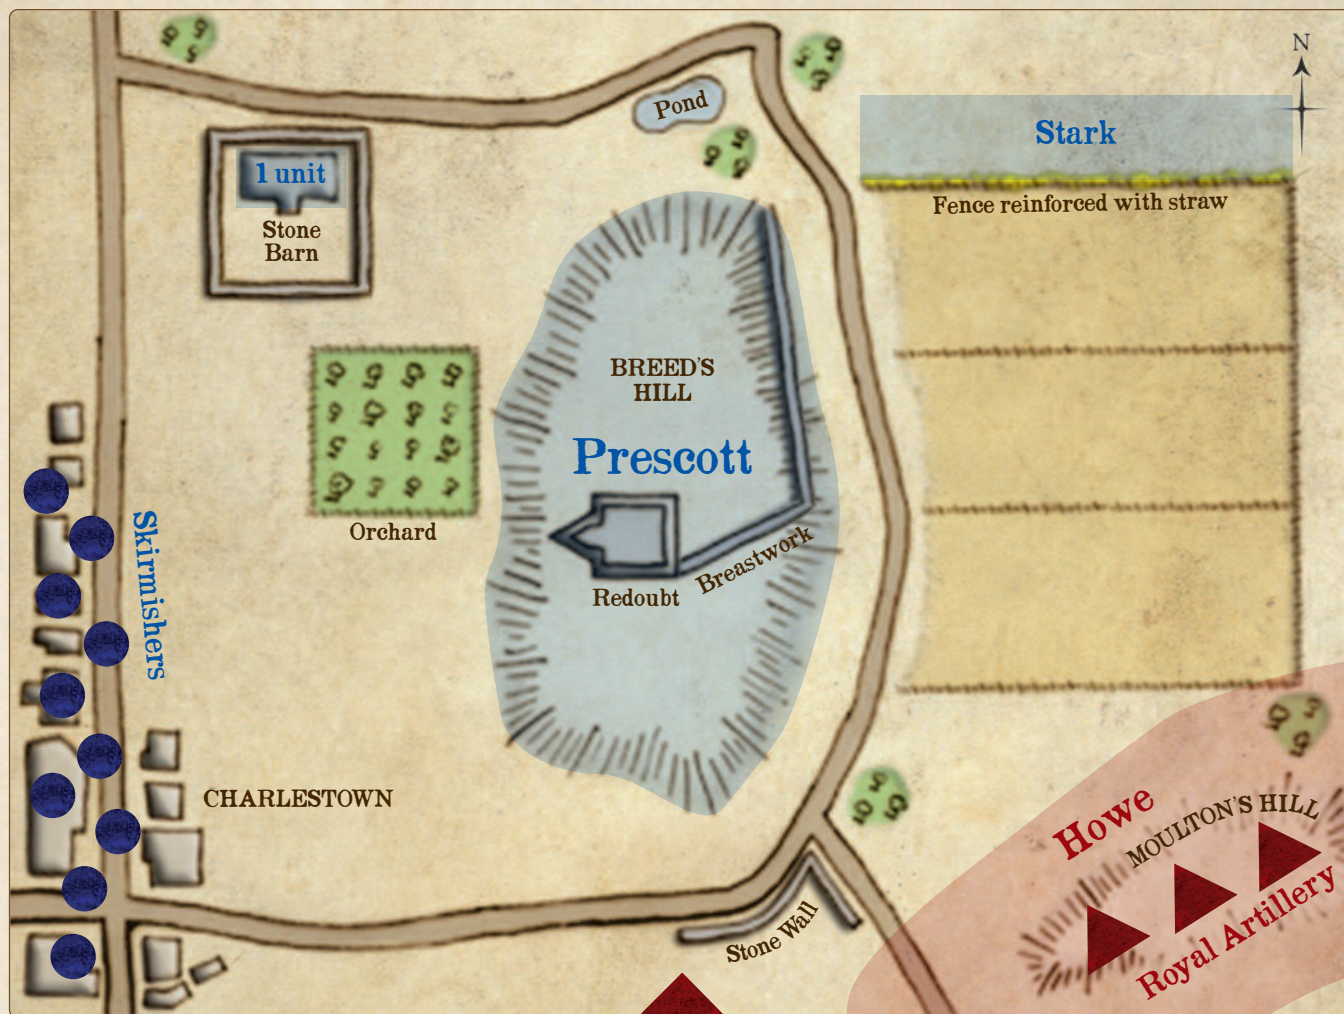 N
Pond
Stark
Fence reinforced with straw
1 unit
Stone
Barn
BREED'S
HILL
Prescott
Orchard
Breastwork
Redoubt
Skirmishers
CHARLESTOWN
Howe
MOULTON'S HILL
Royal Artillery
Stone Wall